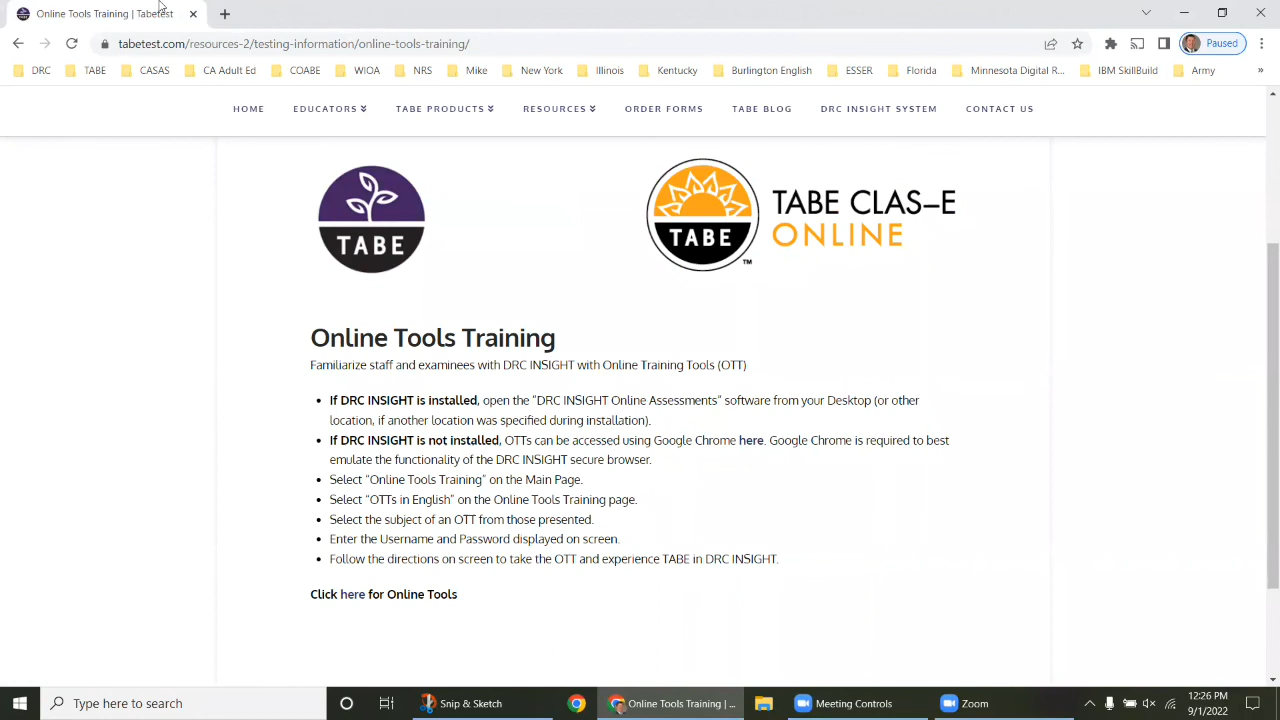 Online Tools Training | Tabetest
tabetest.com/resources-2/testing-information/online-tools-training/
Paused
DRC TABE CASAS CA Adult Ed COABE WIOA NRS Mike New York Illinois Kentucky Burlington English ESSER Florida Minnesota Digital R... IBM SkillBuild Army »
HOME EDUCATORS TABE PRODUCTS RESOURCES ORDER FORMS TABE BLOG DRC INSIGHT SYSTEM CONTACT US
TABE
TABE
TM
TABE CLAS–E
ONLINE
Online Tools Training
Familiarize staff and examinees with DRC INSIGHT with Online Training Tools (OTT)
• If DRC INSIGHT is installed, open the “DRC INSIGHT Online Assessments” software from your Desktop (or other
location, if another location was specified during installation).
• If DRC INSIGHT is not installed, OTTs can be accessed using Google Chrome here. Google Chrome is required to best
emulate the functionality of the DRC INSIGHT secure browser.
• Select “Online Tools Training” on the Main Page.
• Select “OTTs in English” on the Online Tools Training page.
• Select the subject of an OTT from those presented.
• Enter the Username and Password displayed on screen.
• Follow the directions on screen to take the OTT and experience TABE in DRC INSIGHT.
Click here for Online Tools
Type here to search
Snip & Sketch
Online Tools Training | ...
Meeting Controls
Zoom
12:26 PM
9/1/2022